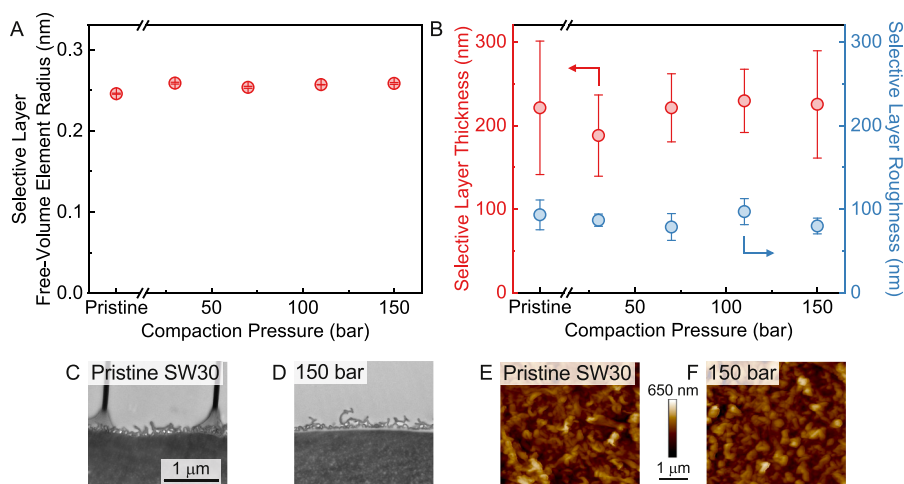 A
Selective Layer
Free-Volume Element Radius (nm)
0.3
0.2
0.1
0.0
Pristine 50 100 150
Compaction Pressure (bar)
B
Selective Layer Thickness (nm)
300
200
100
0
Pristine 50 100 150
Compaction Pressure (bar)
300
200
100
0
Selective Layer Roughness (nm)
C Pristine SW30
1 μm
D 150 bar
E Pristine SW30
650 nm
1 μm
F 150 bar